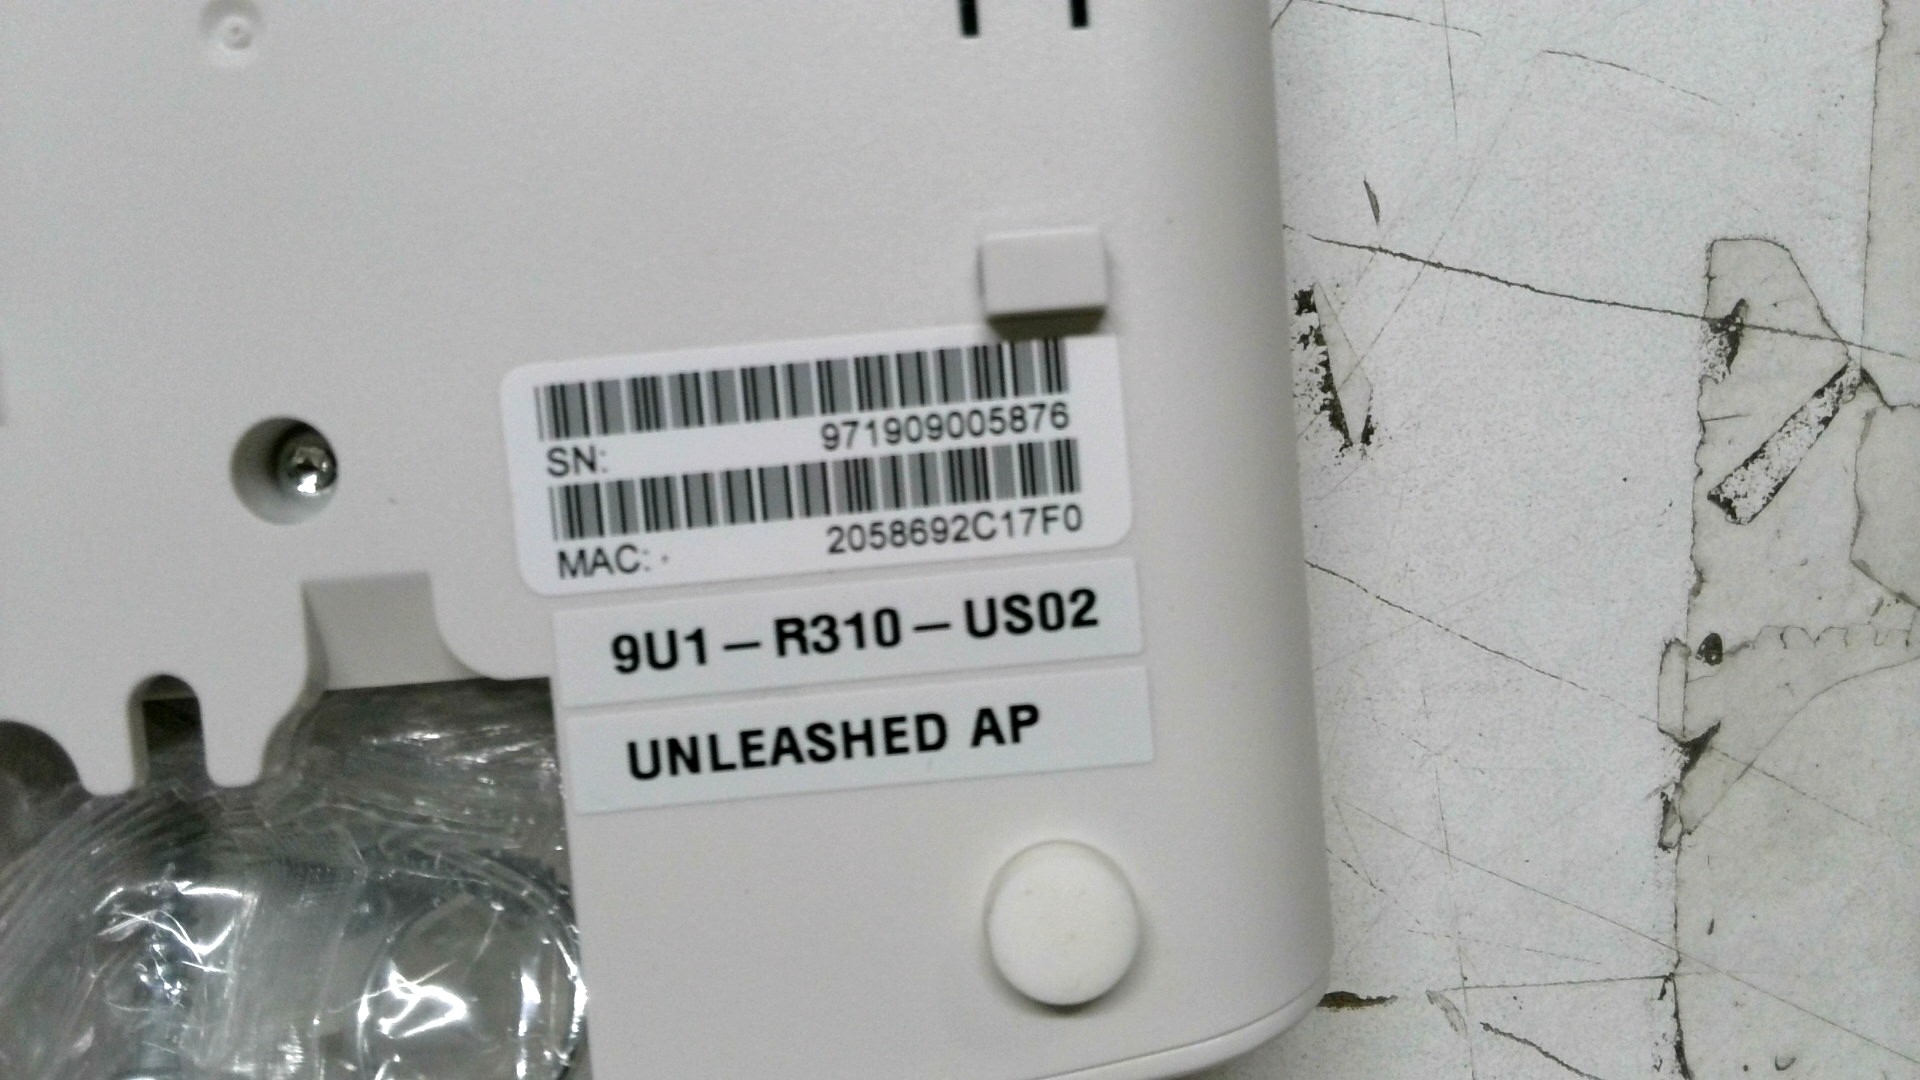 SN: 971909005876
MAC: 2058692C17F0
9U1-R310-US02
UNLEASHED AP